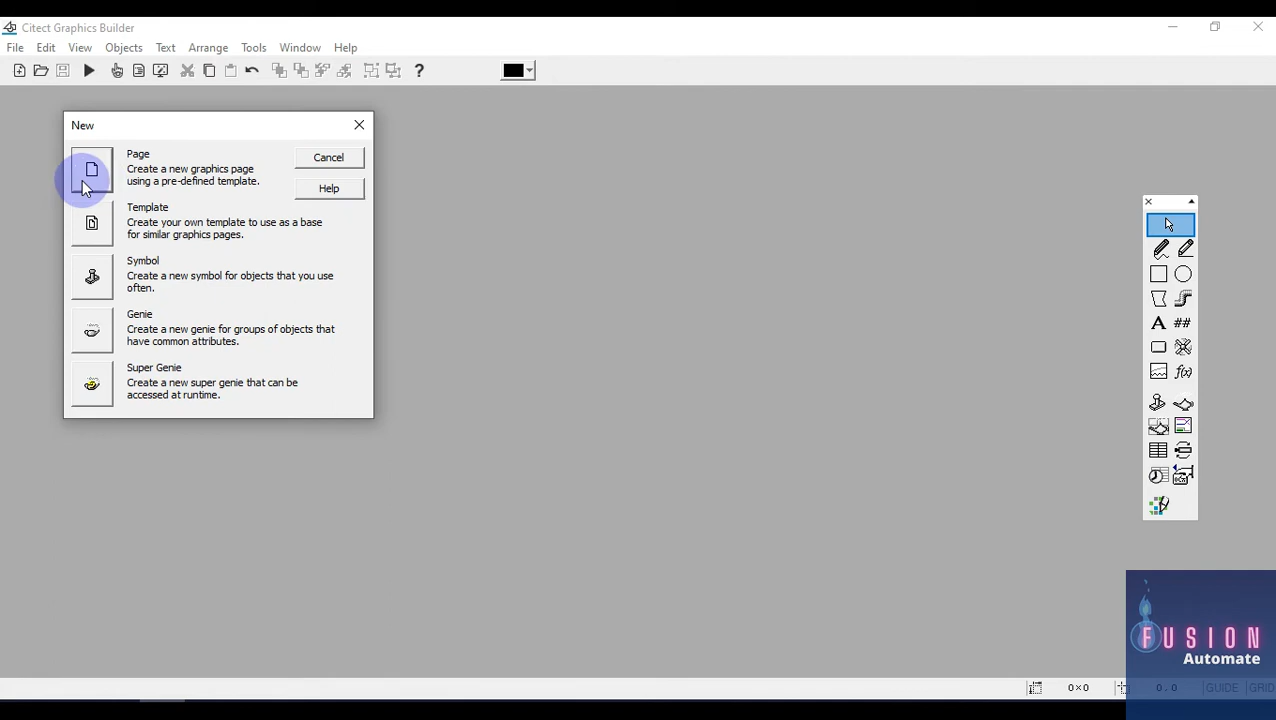 Citect Graphics Builder
File Edit View Objects Text Arrange Tools Window Help
New
Page
Create a new graphics page
using a pre-defined template.
Cancel
Help
Template
Create your own template to use as a base
for similar graphics pages.
Symbol
Create a new symbol for objects that you use
often.
Genie
Create a new genie for groups of objects that
have common attributes.
Super Genie
Create a new super genie that can be
accessed at runtime.
A ##
f(x)
FUSION
Automate
0×0 0. 0 GUIDE GRID